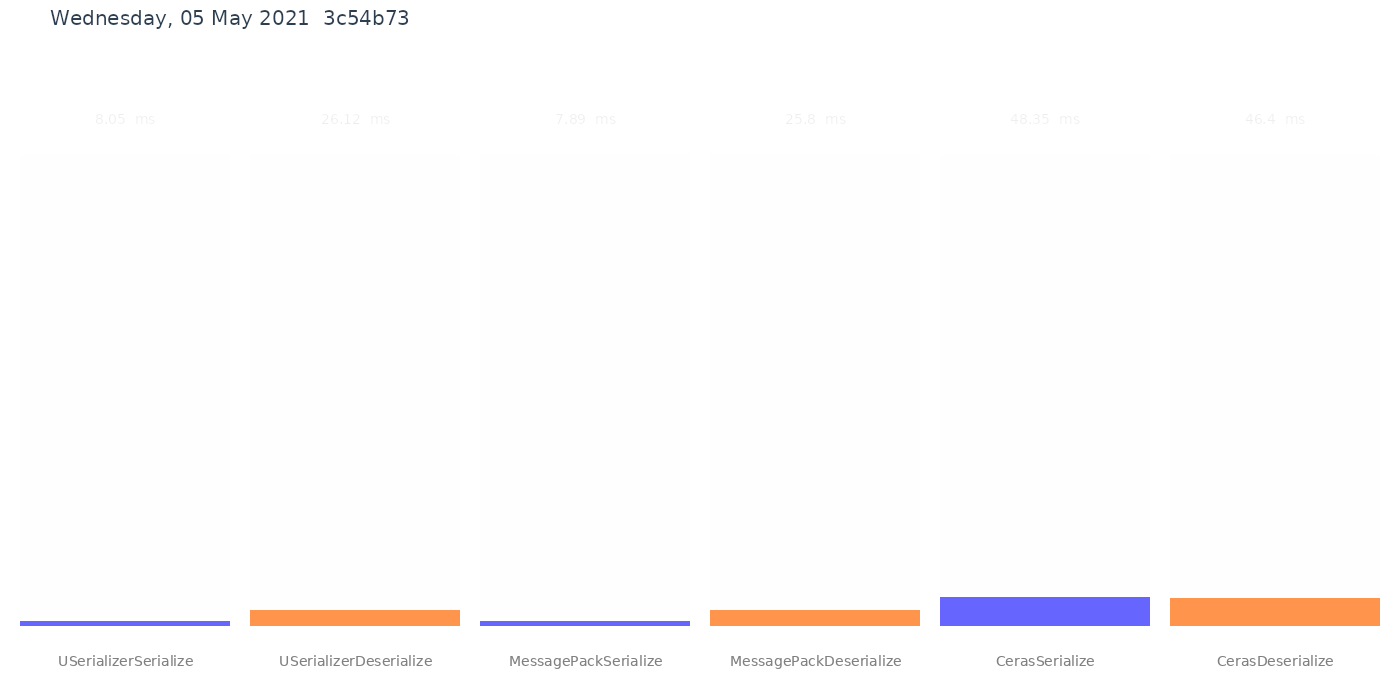 Wednesday, 05 May 2021  3c54b73
8.05  ms
26.12  ms
7.89  ms
25.8  ms
48.35  ms
46.4  ms
USerializerSerialize
USerializerDeserialize
MessagePackSerialize
MessagePackDeserialize
CerasSerialize
CerasDeserialize